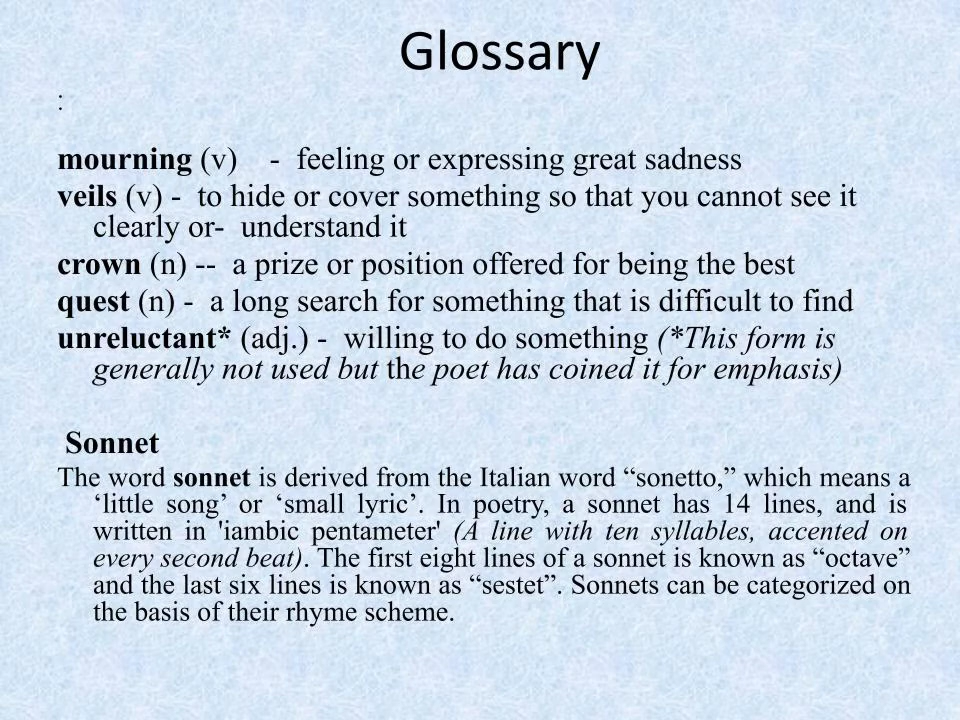 Glossary
:
mourning (v) - feeling or expressing great sadness
veils (v) - to hide or cover something so that you cannot see it
clearly or- understand it
crown (n) -- a prize or position offered for being the best
quest (n) - a long search for something that is difficult to find
unreluctant* (adj.) - willing to do something (*This form is
generally not used but the poet has coined it for emphasis)
Sonnet
The word sonnet is derived from the Italian word “sonetto,” which means a
‘little song’ or ‘small lyric’. In poetry, a sonnet has 14 lines, and is
written in 'iambic pentameter' (A line with ten syllables, accented on
every second beat). The first eight lines of a sonnet is known as “octave”
and the last six lines is known as “sestet”. Sonnets can be categorized on
the basis of their rhyme scheme.